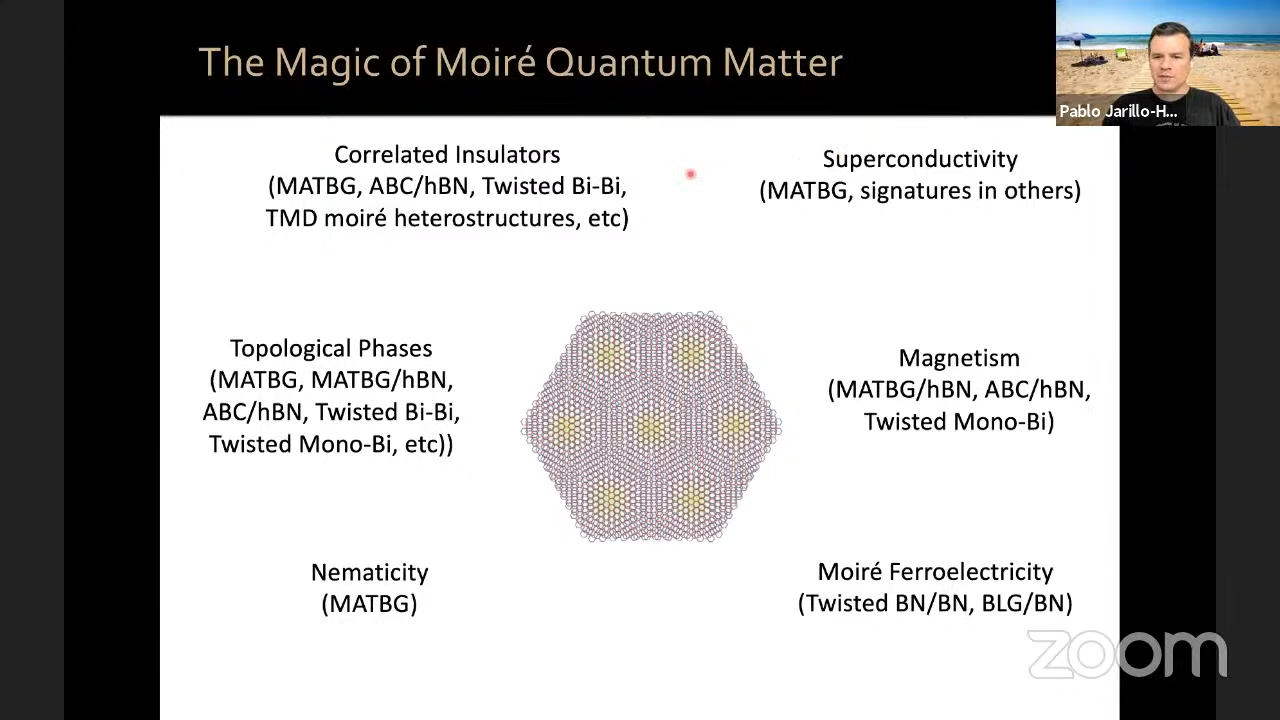 The Magic of Moiré Quantum Matter
Pablo Jarillo-H...
Correlated Insulators
(MATBG, ABC/hBN, Twisted Bi-Bi,
TMD moiré heterostructures, etc)
Superconductivity
(MATBG, signatures in others)
Topological Phases
(MATBG, MATBG/hBN,
ABC/hBN, Twisted Bi-Bi,
Twisted Mono-Bi, etc))
Magnetism
(MATBG/hBN, ABC/hBN,
Twisted Mono-Bi)
Nematicity
(MATBG)
Moiré Ferroelectricity
(Twisted BN/BN, BLG/BN)
zoom